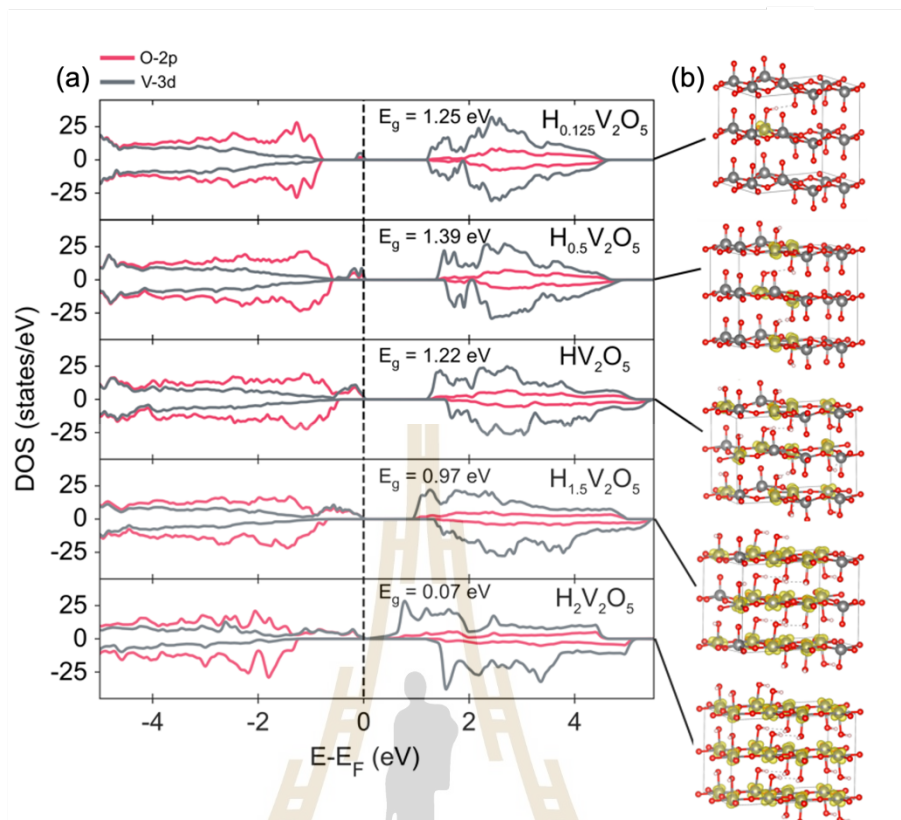 O-2p
V-3d
(a)
(b)
DOS (states/eV)
25
0
-25
E_g = 1.25 eV
H_0.125V_2O_5
25
0
-25
E_g = 1.39 eV
H_0.5V_2O_5
25
0
-25
E_g = 1.22 eV
HV_2O_5
25
0
-25
E_g = 0.97 eV
H_1.5V_2O_5
25
0
-25
E_g = 0.07 eV
H_2V_2O_5
-4 -2 0 2 4
E-E_F (eV)